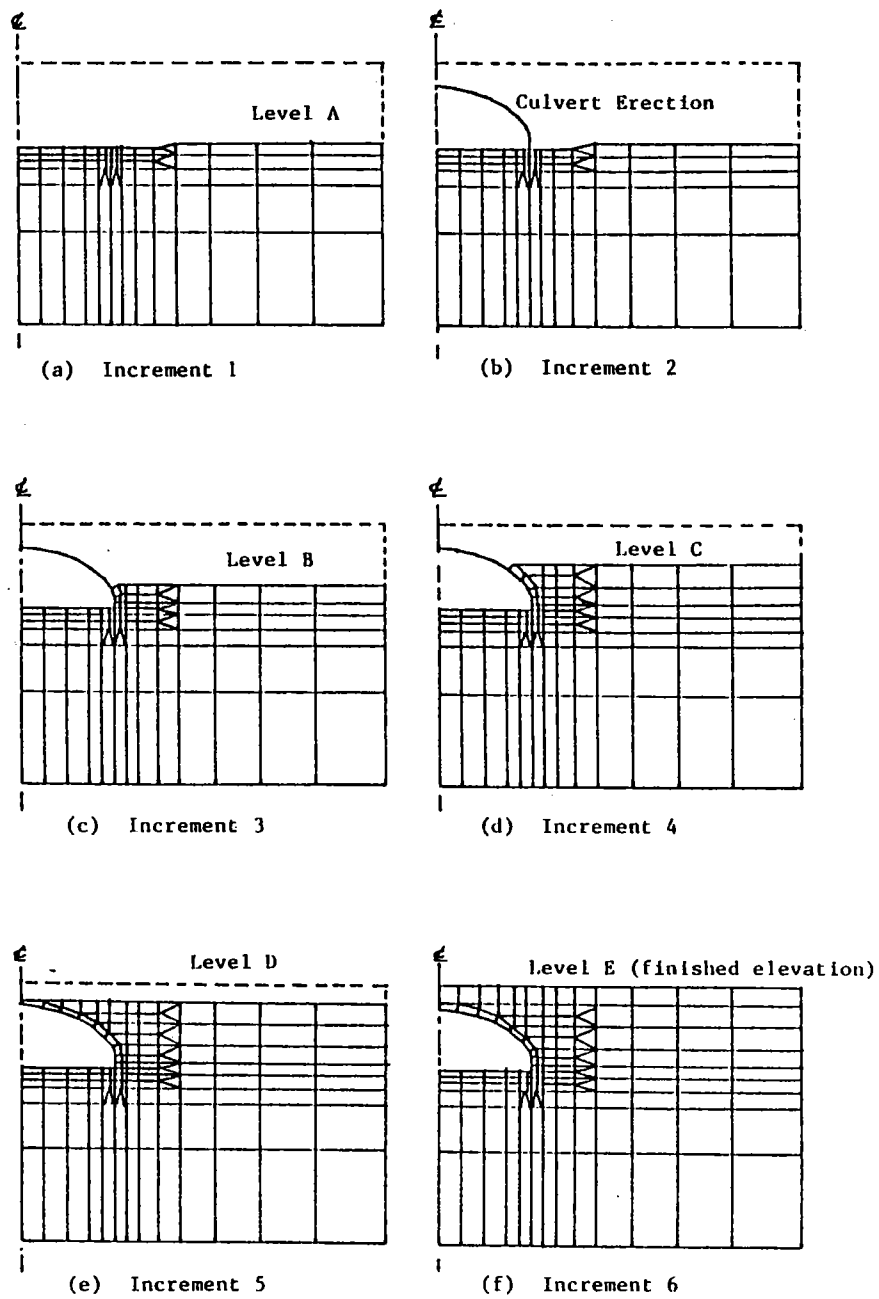 ℄ ℄
Level A
Culvert Erection
(a) Increment 1
(b) Increment 2
℄ ℄
Level B
Level C
(c) Increment 3
(d) Increment 4
℄ ℄
Level D
Level E (finished elevation)
(e) Increment 5
(f) Increment 6